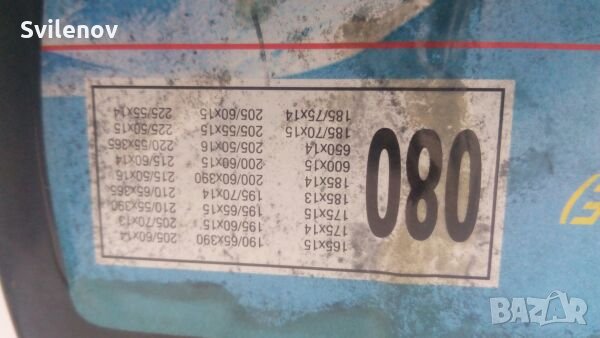 Svilenov
080
165x15 190/65x390 205/60x14
175x14 195/60x15 205/70x13
175x15 195/65x15 210/55x390
185x13 195/70x14 210/65x365
185x14 200/60x390 215/50x16
600x15 200/60x15 215/60x14
650x14 205/50x16 220/55x365
185/70x15 205/55x15 225/50x15
185/75x14 205/60x15 225/55x14
BAZAR